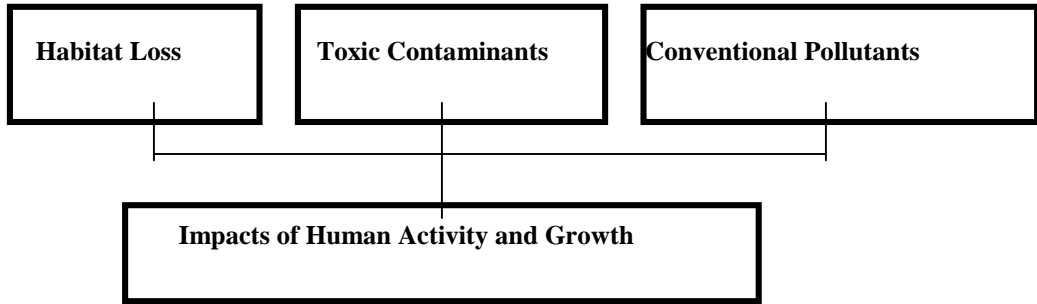 Habitat Loss
Toxic Contaminants
Conventional Pollutants
Impacts of Human Activity and Growth